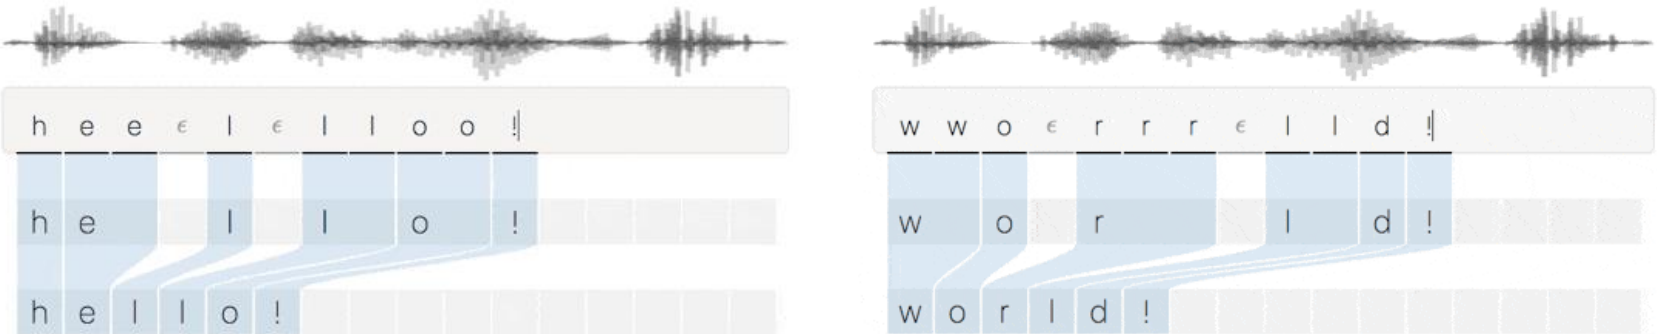 h e e ϵ l ϵ l l o o !
h e l l o !
h e l l o !
w w o ϵ r r r ϵ l l d !
w o r l d !
w o r l d !